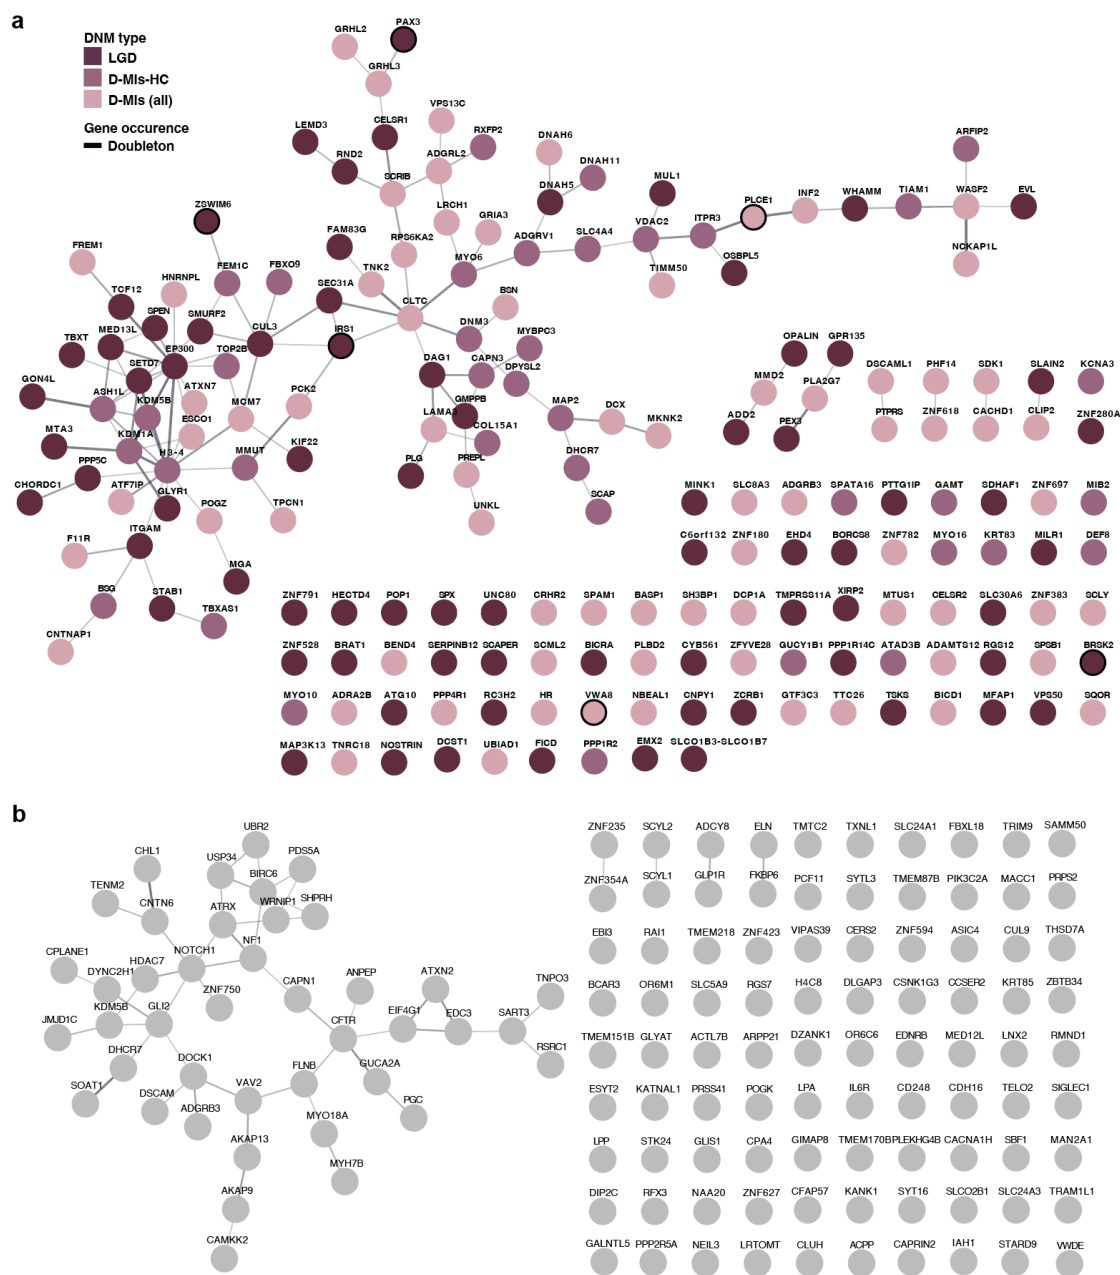 a
DNM type
LGD
D-MIs-HC
D-MIs (all)
Gene occurence
Doubleton
PAX3
GRHL2
GRHL3
VPS13C
CELSR1
RXFP2
LEMD3
RND2
ADGRL2
SCRIB
DNAH6
DNAH11
DNAH5
MUL1
ARFIP2
PLCE1
INF2
WHAMM
TIAM1
WASF2
EVL
NCKAP1L
ZSWIM6
LRCH1
GRIA3
FAM83G
RPS6KA2
MYO6
ADGRV1
SLC4A4
VDAC2
ITPR3
OSBPL5
TIMM50
FREM1
HNRNPL
FEM1C
FBXO9
TNK2
SEC31A
CLTC
BSN
TCF12
SPEN
SMURF2
CUL3
IRS1
DNM3
MYBPC3
TBXT
MED13L
EP300
SETD7
TOP2B
DAG1
CAPN3
DPYSL2
OPALIN
GPR135
MMD2
PLA2G7
ADD2
PEX3
DSCAML1
PHF14
SDK1
SLAIN2
KCNA3
PTPRS
ZNF618
CACHD1
CLIP2
ZNF280A
GON4L
ASH1L
KDM5B
ATXN7
PCK2
MCM7
ESCO1
LAMA3
GMPPB
COL15A1
MAP2
DCX
MKNK2
MTA3
KDM1A
H3-4
MMUT
KIF22
PLG
PREPL
DHCR7
CHORDC1
PPP5C
ATF7IP
GLYR1
POGZ
TPCN1
UNKL
SCAP
F11R
ITGAM
MGA
BSG
STAB1
TBXAS1
CNTNAP1
MINK1
SLC8A3
ADGRB3
SPATA16
PTTG1IP
GAMT
SDHAF1
ZNF697
MIB2
C6orf132
ZNF180
EHD4
BORCS8
ZNF782
MYO16
KRT83
MILR1
DEF8
ZNF791
HECTD4
POP1
SPX
UNC80
CRHR2
SPAM1
BASP1
SH3BP1
DCP1A
TMPRSS11A
XIRP2
MTUS1
CELSR2
SLC30A6
ZNF383
SCLY
ZNF528
BRAT1
BEND4
SERPINB12
SCAPER
SCML2
BICRA
PLBD2
CYB561
ZFYVE28
GUCY1B1
PPP1R14C
ATAD3B
ADAMTS12
RGS12
SPSB1
BRSK2
MYO10
ADRA2B
ATG10
PPP4R1
RC3H2
HR
VWA8
NBEAL1
CNPY1
ZCRB1
GTF3C3
TTC26
TSKS
BICD1
MFAP1
VPS50
SQOR
MAP3K13
TNRC18
NOSTRIN
DCST1
UBIAD1
FICD
PPP1R2
EMX2
SLCO1B3-SLCO1B7
b
UBR2
CHL1
USP34
PDS5A
BIRC6
TENM2
CNTN6
ATRX
WRNIP1
SHPRH
CPLANE1
NOTCH1
NF1
HDAC7
DYNC2H1
ZNF750
CAPN1
ANPEP
ATXN2
TNPO3
KDM5B
GLI2
CFTR
EIF4G1
EDC3
SART3
JMJD1C
DHCR7
DOCK1
FLNB
GUCA2A
RSRC1
SOAT1
DSCAM
ADGRB3
VAV2
MYO18A
PGC
AKAP13
MYH7B
AKAP9
CAMKK2
ZNF235
SCYL2
ADCY8
ELN
TMTC2
TXNL1
SLC24A1
FBXL18
TRIM9
SAMM50
ZNF354A
SCYL1
GLP1R
FKBP6
PCF11
SYTL3
TMEM87B
PIK3C2A
MACC1
PRPS2
EBI3
RAI1
TMEM218
ZNF423
VIPAS39
CERS2
ZNF594
ASIC4
CUL9
THSD7A
BCAR3
OR6M1
SLC5A9
RGS7
H4C8
DLGAP3
CSNK1G3
CCSER2
KRT85
ZBTB34
TMEM151B
GLYAT
ACTL7B
ARPP21
DZANK1
OR6C6
EDNRB
MED12L
LNX2
RMND1
ESYT2
KATNAL1
PRSS41
POGK
LPA
IL6R
CD248
CDH16
TELO2
SIGLEC1
LPP
STK24
GLIS1
CPA4
GIMAP8
TMEM170B
PLEKHG4B
CACNA1H
SBF1
MAN2A1
DIP2C
RFX3
NAA20
ZNF627
CFAP57
KANK1
SYT16
SLCO2B1
SLC24A3
TRAM1L1
GALNTL5
PPP2R5A
NEIL3
LRTOMT
CLUH
ACPP
CAPRIN2
IAH1
STARD9
VWDE